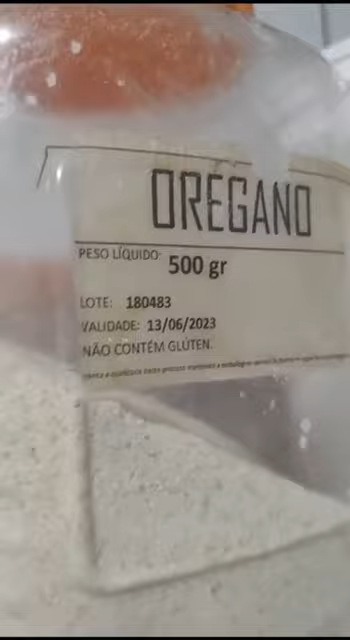 OREGANO
PESO LÍQUIDO: 500 gr
LOTE: 180483
VALIDADE: 13/06/2023
NÃO CONTÉM GLÚTEN.